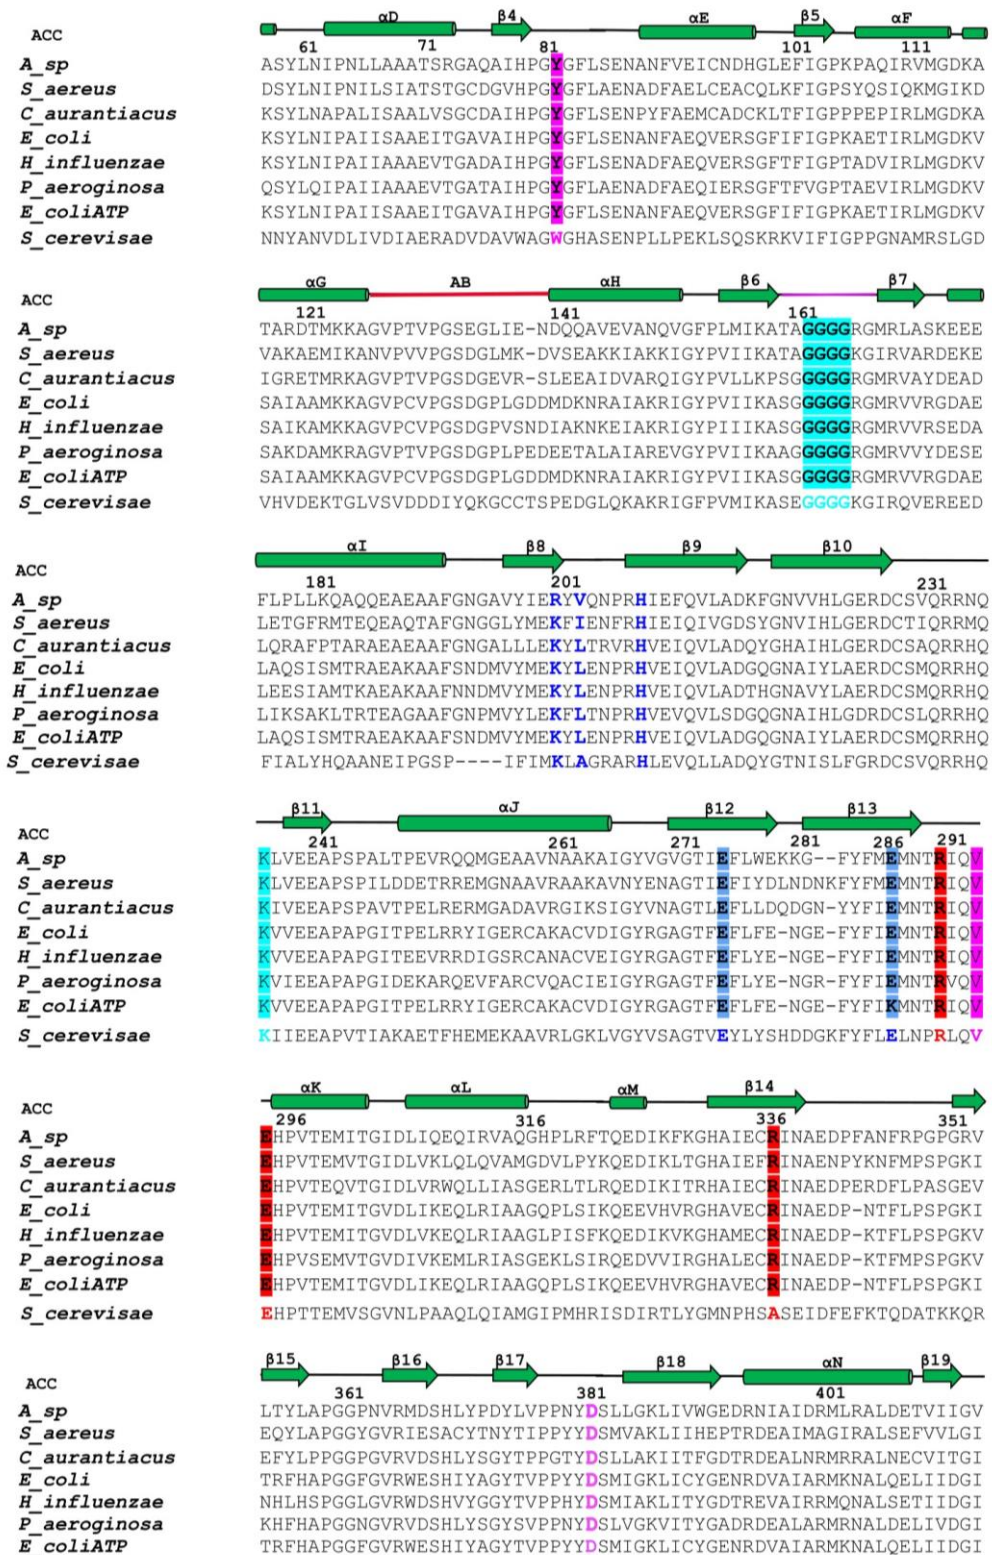 αD β4 αE β5 αF
ACC 61 71 81 101 111
A_sp ASYLNIPNLLAAATSRGAQAIHPGYGFLSENANFVEICNDHGLEFIGPKPAQIRVMGDKA
S_aereus DSYLNIPNILSIATSTGCDGVHPGYGFLAENADFAELCEACQLKFIGPSYQSIQKMGIKD
C_aurantiacus KSYLNAPALISAALVSGCDAIHPGYGFLSENPYFAEMCADCKLTFIGPPPEPIRLMGDKA
E_coli KSYLNIPAIISAAEITGAVAIHPGYGFLSENANFAEQVERSGFIFIGPKAETIRLMGDKV
H_influenzae KSYLNIPAIIAAAEVTGADAIHPGYGFLSENADFAEQVERSGFTFIGPTADVIRLMGDKV
P_aeroginosa QSYLQIPAIIAAAEVTGATAIHPGYGFLAENADFAEQIERSGFTFVGPTAEVIRLMGDKV
E_coliATP KSYLNIPAIISAAEITGAVAIHPGYGFLSENANFAEQVERSGFIFIGPKAETIRLMGDKV
S_cerevisae NNYANVDLIVDIAERADVDAVWAGWGHASENPLLPEKLSQSKRKVIFIGPPGNAMRSLGD
αG AB αH β6 β7
ACC 121 141 161
A_sp TARDTMKKAGVPTVPGSEGLIE-NDQQAVEVANQVGFPLMIKATAGGGGRGMRLASKEEE
S_aereus VAKAEMIKANVPVVPGSDGLMK-DVSEAKKIAKKIGYPVIIKATAGGGGKGIRVARDEKE
C_aurantiacus IGRETMRKAGVPTVPGSDGEVR-SLEEAIDVARQIGYPVLLKPSGGGGGRGMRVAYDEAD
E_coli SAIAAMKKAGVPCVPGSDGPLGDDMDKNRAIAKRIGYPVIIKASGGGGGRGMRVVRGDAE
H_influenzae SAIKAMKKAGVPCVPGSDGPVSNDIAKNKEIAKRIGYPIIIKASGGGGGRGMRVVRSEDA
P_aeroginosa SAKDAMKRAGVPTVPGSDGPLPEDEETALAIAREVGYPVIIKAAGGGGGRGMRVVYDESE
E_coliATP SAIAAMKKAGVPCVPGSDGPLGDDMDKNRAIAKRIGYPVIIKASGGGGGRGMRVVRGDAE
S_cerevisae VHVDEKTGLVSVDDDIYQKGCCTSPEDGLQKAKRIGFPVMIKASEGGGGKGIRQVEREED
αI β8 β9 β10
ACC 181 201 231
A_sp FLPLLKQAQQEAEAAFGNGAVYIERYVQNPRHIEFQVLADKFGNVVHLGERDCSVQRRNQ
S_aereus LETGFRMTEQEAQTAFGNGGLYMEKFIENFRHIEIQIVGDSYGNVIHLGERDCTIQRRMQ
C_aurantiacus LQRAFPTARAEAEAAFGNGALLLEKYLTRVRHVEIQVLADQYGHAIHLGERDCSAQRRHQ
E_coli LAQSISMTRAEAKAAFSNDMVYMEKYLENPRHVEIQVLADGQGNAIYLAERDCSMQRRHQ
H_influenzae LEESIAMTKAEAKAAFNNDMVYMEKYLENPRHVEIQVLADTHGNAVYLAERDCSMQRRHQ
P_aeroginosa LIKSAKLTRTEAGAAFGNPMVYLEKFLTNPRHVEVQVLSDGQGNAIHLGDRDCSLQRRHQ
E_coliATP LAQSISMTRAEAKAAFSNDMVYMEKYLENPRHVEIQVLADGQGNAIYLAERDCSMQRRHQ
S_cerevisae FIALYHQAANEIPGSP----IFIMKLAGRARHLEVQLLADQYGTNISLFGRDCSVQRRHQ
β11 αJ β12 β13
ACC 241 261 271 281 286 291
A_sp KLVEEAPSPALTPEVRQQMGEAAVNAAKAIGYVGVGTIEFLWEKKG--FYFMEMNTRIQV
S_aereus KLVEEAPSPILDDETRREMGNAAVRAAKAVNYENAGTIEFIYDLNDNKFYFMEMNTRIQV
C_aurantiacus KIVEEAPSPAVTPELRERMGADAVRGIKSIGYVNAGTLEFLLDQDGN-YYFIEMNTRIQV
E_coli KVVEEAPAPGITPELRRYIGERCAKACVDIGYRGAGTFEFLFE-NGE-FYFIEMNTRIQV
H_influenzae KVVEEAPAPGITEEVRRDIGSRCANACVEIGYRGAGTFEFLYE-NGE-FYFIEMNTRIQV
P_aeroginosa KVIEEAPAPGIDEKARQEVFARCVQACIEIGYRGAGTFEFLYE-NGR-FYFIEMNTRVQV
E_coliATP KVVEEAPAPGITPELRRYIGERCAKACVDIGYRGAGTFEFLFE-NGE-FYFIKMNTRIQV
S_cerevisae KIIEEAPVTIAKAETFHEMEKAAVRLGKLVGYVSAGTVEYLYSHDDGKFYFLELNPRLQV
αK αL αM β14
ACC 296 316 336 351
A_sp EHPVTEMITGIDLIQEQIRVAQGHPLRFTQEDIKFKGHAIECRINAEDPFANFRPGPGRV
S_aereus EHPVTEMVTGIDLVKLQLQVAMGDVLPYKQEDIKLTGHAIEFRINAENPYKNFMPSPGKI
C_aurantiacus EHPVTEQVTGIDLVRWQLLIASGERLTLRQEDIKITRHAIECRINAEDPERDFLPASGEV
E_coli EHPVTEMITGVDLIKEQLRIAAGQPLSIKQEEVHVRGHAVECRINAEDP-NTFLPSPGKI
H_influenzae EHPVTEMITGVDLVKEQLRIAAGLPISFKQEDIKVKGHAMECRINAEDP-KTFLPSPGKV
P_aeroginosa EHPVSEMVTGVDIVKEMLRIASGEKLSIRQEDVVIRGHALECRINAEDP-KTFMPSPGKV
E_coliATP EHPVTEMITGVDLIKEQLRIAAGQPLSIKQEEVHVRGHAVECRINAEDP-NTFLPSPGKI
S_cerevisae EHPTTEMVSGVNLPAAQLQIAMGIPMHRISDIRTLYGMNPHSASEIDFEFKTQDATKKQR
β15 β16 β17 β18 αN β19
ACC 361 381 401
A_sp LTYLAPGGPNVRMDSHLYPDYLVPPNYDSLLGKLIVWGEDRNIAIDRMLRALDETVIIGV
S_aereus EQYLAPGGYGVRIESACYTNYTIPPYYDSMVAKLIIHEPTRDEAIMAGIRALSEFVVLGI
C_aurantiacus EFYLPPGGPGVRVDSHLYSGYTPPGTYDSLLAKIITFGDTRDEALNRMRRALNECVITGI
E_coli TRFHAPGGFGVRWESHIYAGYTVPPYYDSMIGKLICYGENRDVAIARMKNALQELIIDGI
H_influenzae NHLHSPGGLGVRWDSHVYGGYTVPPHYDSMIAKLITYGDTREVAIRRMQNALSETIIDGI
P_aeroginosa KHFHAPGGNGVRVDSHLYSGYSVPPNYDSLVGKVITYGADRDEALARMRNALDELIVDGI
E_coliATP TRFHAPGGFGVRWESHIYAGYTVPPYYDSMIGKLICYGENRDVAIARMKNALQELIIDGI